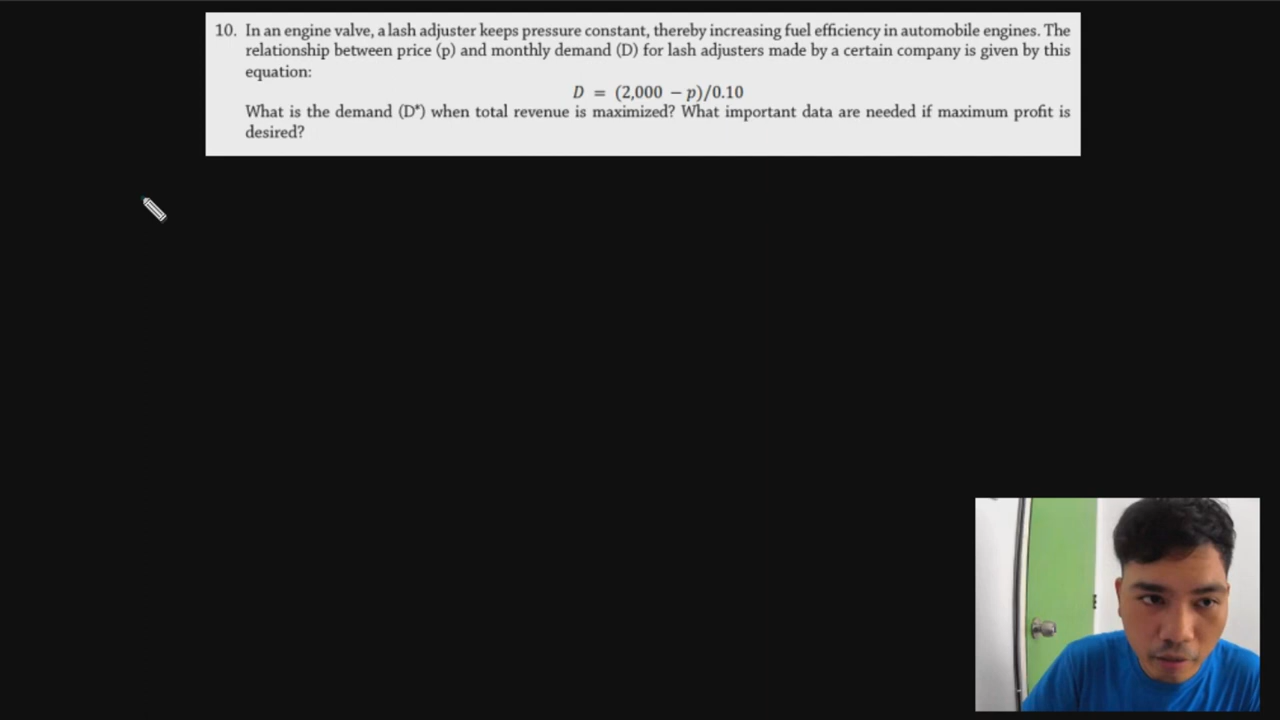 10. In an engine valve, a lash adjuster keeps pressure constant, thereby increasing fuel efficiency in automobile engines. The
relationship between price (p) and monthly demand (D) for lash adjusters made by a certain company is given by this
equation:
D = (2,000 − p)/0.10
What is the demand (D*) when total revenue is maximized? What important data are needed if maximum profit is
desired?